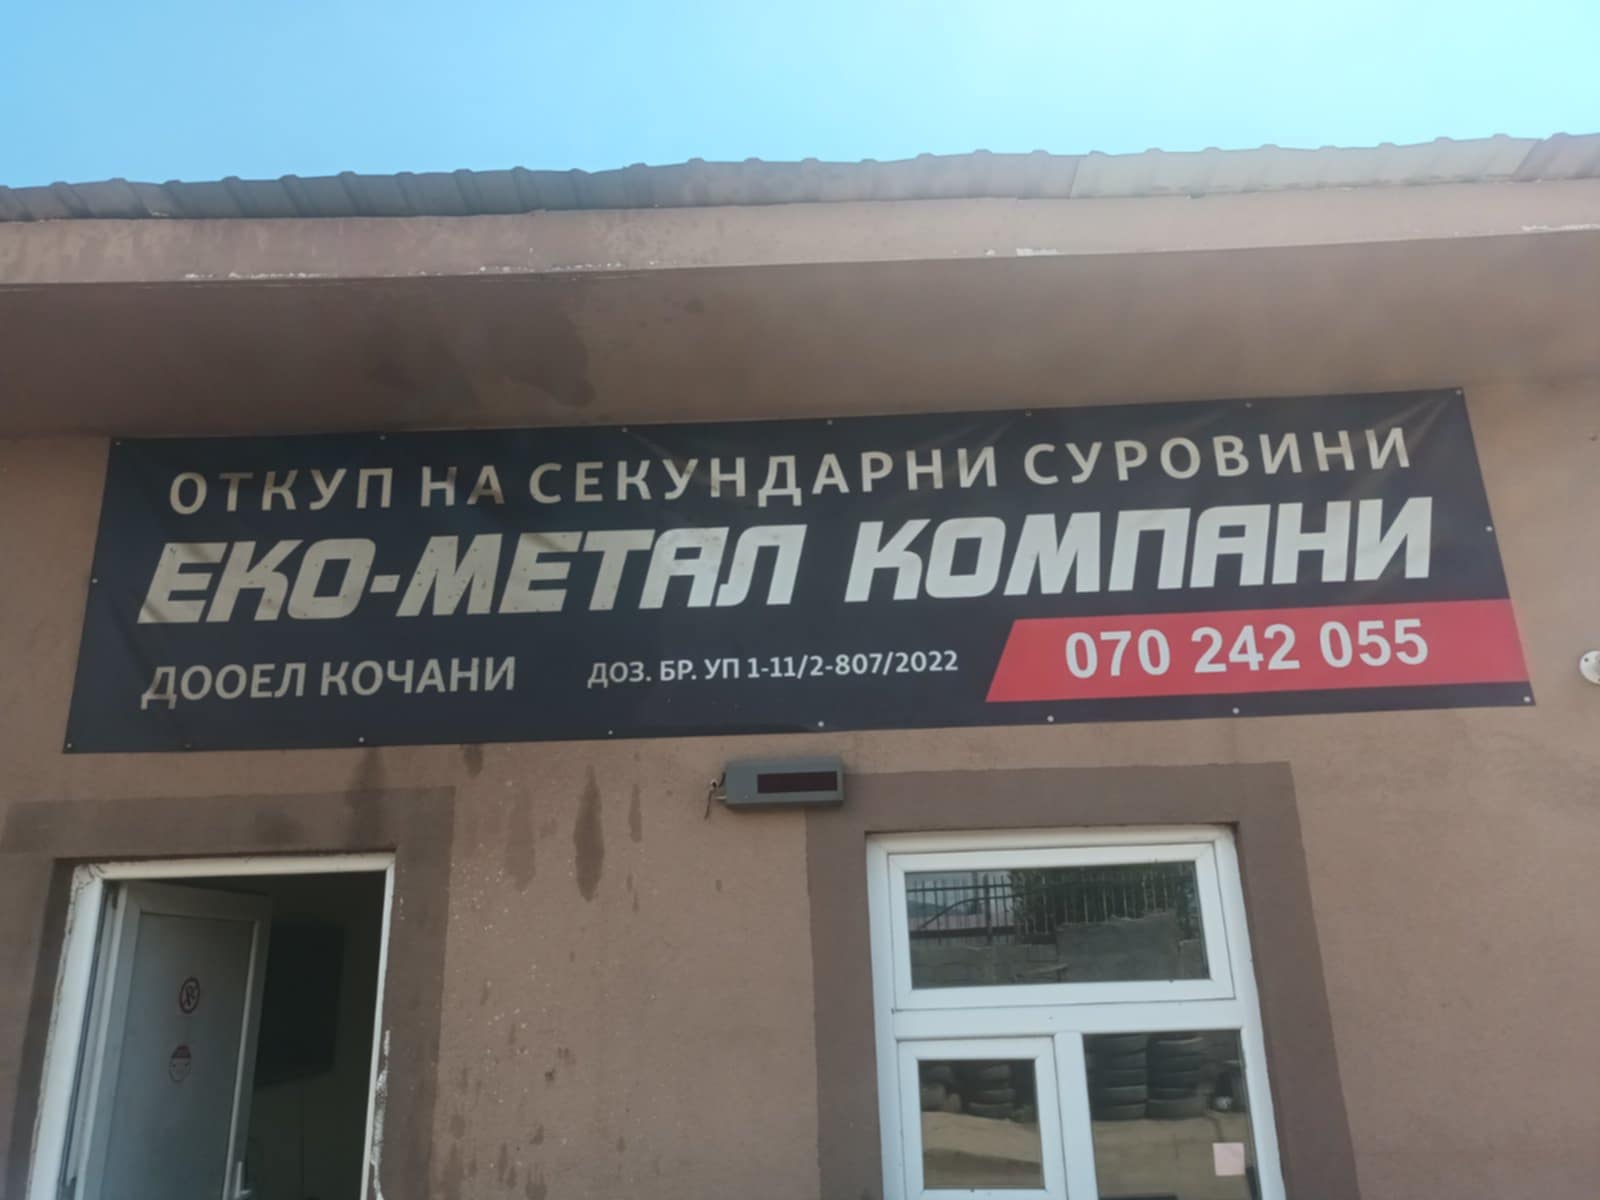 ОТКУП НА СЕКУНДАРНИ СУРОВИНИ
ЕКО-МЕТАЛ КОМПАНИ
ДООЕЛ КОЧАНИ
ДОЗ. БР. УП 1-11/2-807/2022
070 242 055